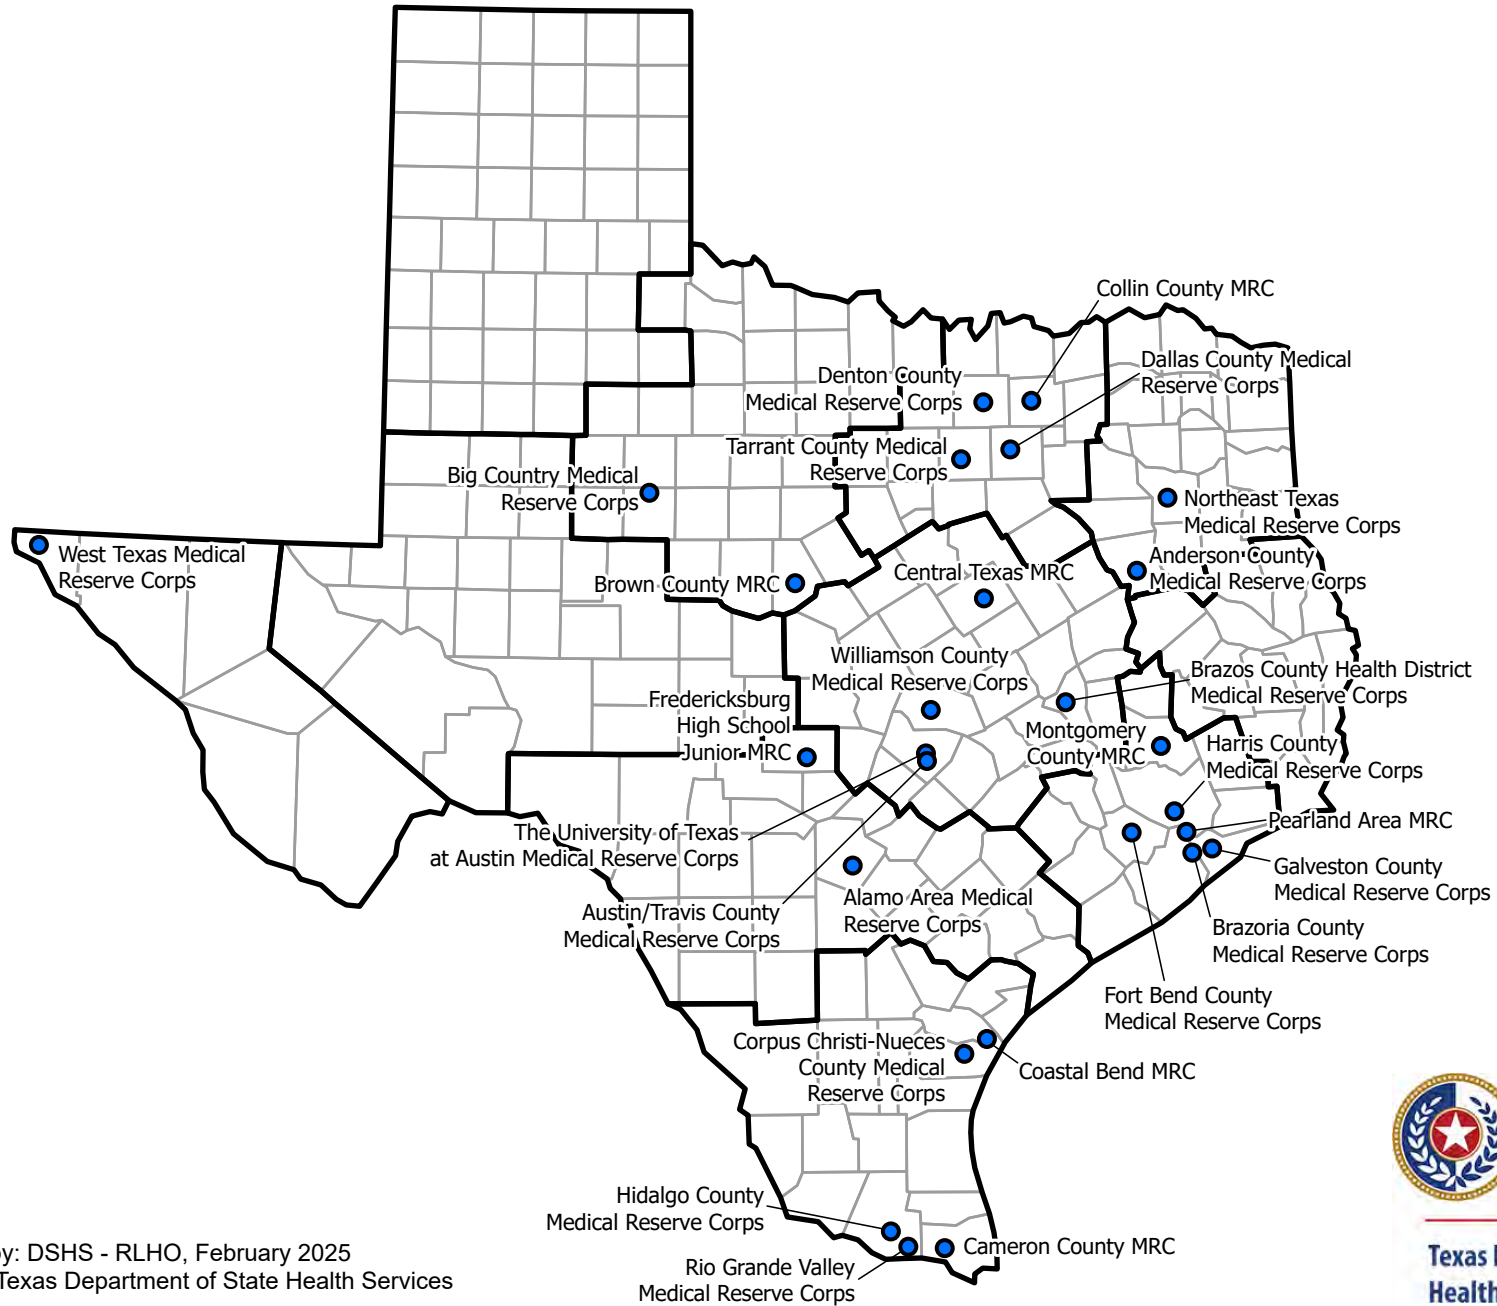 Collin County MRC
Dallas County Medical
Reserve Corps
Denton County
Medical Reserve Corps
Tarrant County Medical
Reserve Corps
Big Country Medical
Reserve Corps
Northeast Texas
Medical Reserve Corps
West Texas Medical
Reserve Corps
Anderson County
Medical Reserve Corps
Brown County MRC
Central Texas MRC
Williamson County
Medical Reserve Corps
Brazos County Health District
Medical Reserve Corps
Fredericksburg
High School
Junior MRC
Montgomery
County MRC
Harris County
Medical Reserve Corps
Pearland Area MRC
The University of Texas
at Austin Medical Reserve Corps
Galveston County
Medical Reserve Corps
Alamo Area Medical
Reserve Corps
Austin/Travis County
Medical Reserve Corps
Brazoria County
Medical Reserve Corps
Fort Bend County
Medical Reserve Corps
Corpus Christi-Nueces
County Medical
Reserve Corps
Coastal Bend MRC
Hidalgo County
Medical Reserve Corps
Cameron County MRC
Rio Grande Valley
Medical Reserve Corps
by: DSHS - RLHO, February 2025
Texas Department of State Health Services
Texas
Health